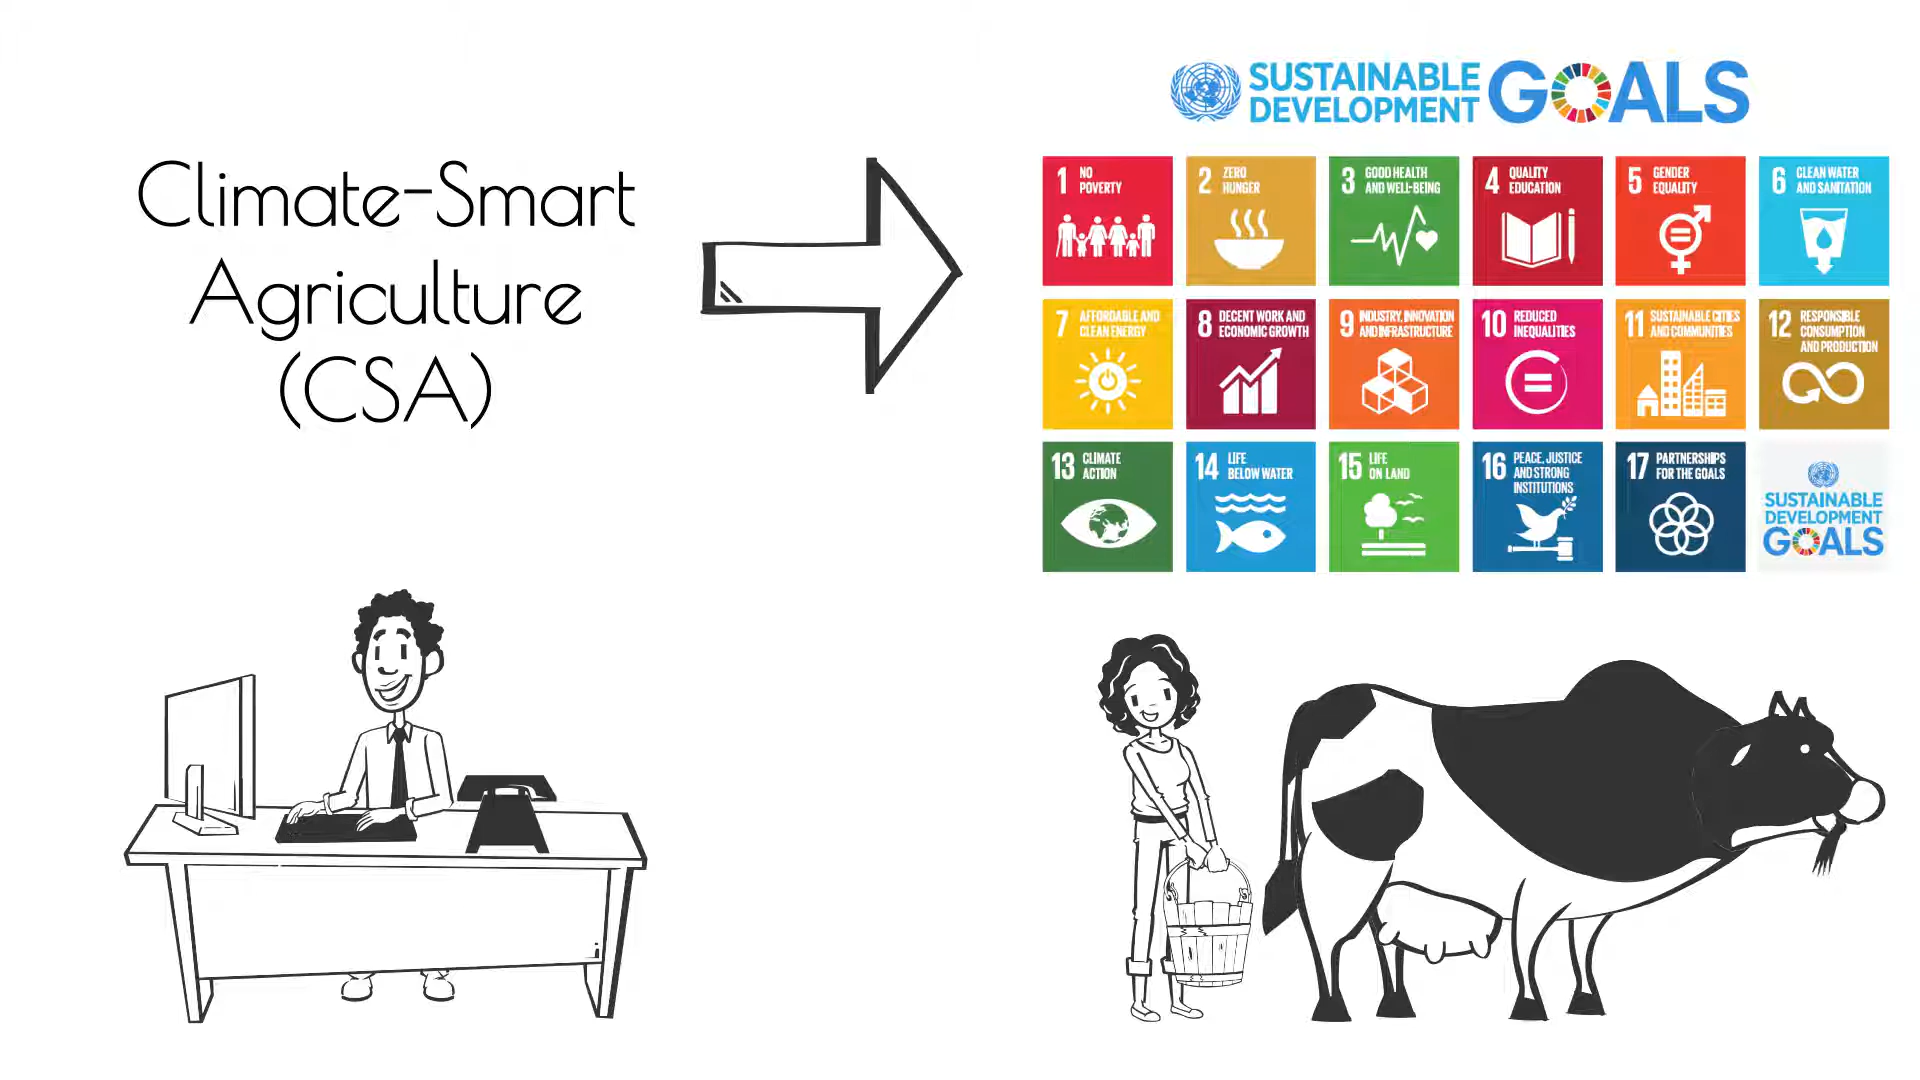 Climate-Smart
Agriculture
(CSA)
SUSTAINABLE
DEVELOPMENT
GOALS
1 NO
POVERTY
2 ZERO
HUNGER
3 GOOD HEALTH
AND WELL-BEING
4 QUALITY
EDUCATION
5 GENDER
EQUALITY
6 CLEAN WATER
AND SANITATION
7 AFFORDABLE AND
CLEAN ENERGY
8 DECENT WORK AND
ECONOMIC GROWTH
9 INDUSTRY, INNOVATION
AND INFRASTRUCTURE
10 REDUCED
INEQUALITIES
11 SUSTAINABLE CITIES
AND COMMUNITIES
12 RESPONSIBLE
CONSUMPTION
AND PRODUCTION
13 CLIMATE
ACTION
14 LIFE
BELOW WATER
15 LIFE
ON LAND
16 PEACE, JUSTICE
AND STRONG
INSTITUTIONS
17 PARTNERSHIPS
FOR THE GOALS
SUSTAINABLE
DEVELOPMENT
GOALS